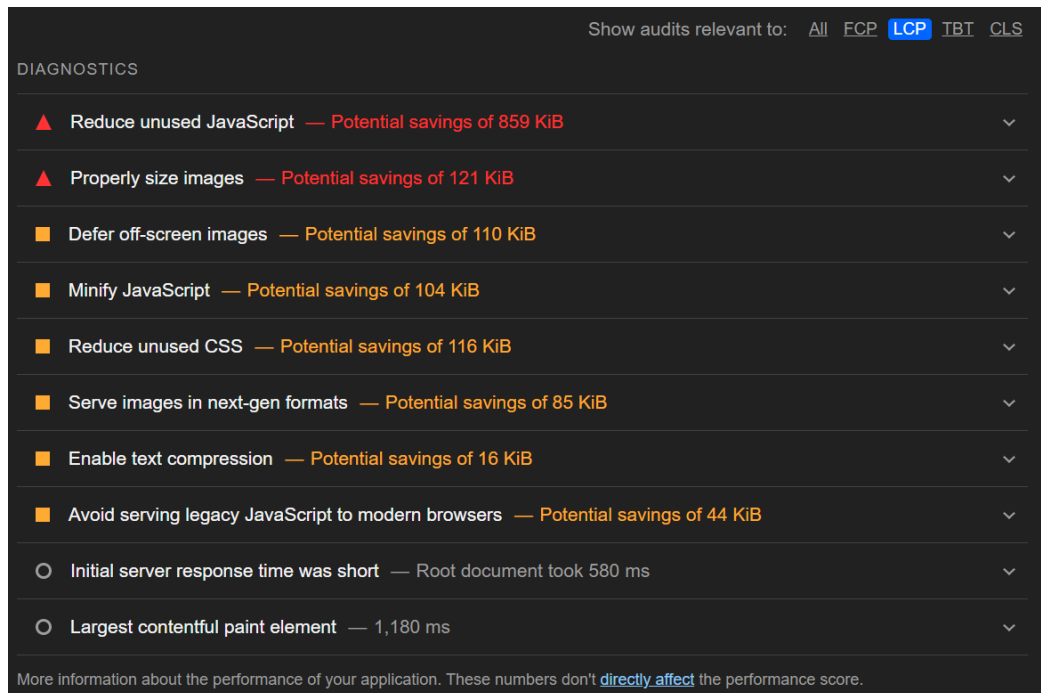 Show audits relevant to: All FCP LCP TBT CLS
DIAGNOSTICS
Reduce unused JavaScript — Potential savings of 859 KiB
Properly size images — Potential savings of 121 KiB
Defer off-screen images — Potential savings of 110 KiB
Minify JavaScript — Potential savings of 104 KiB
Reduce unused CSS — Potential savings of 116 KiB
Serve images in next-gen formats — Potential savings of 85 KiB
Enable text compression — Potential savings of 16 KiB
Avoid serving legacy JavaScript to modern browsers — Potential savings of 44 KiB
Initial server response time was short — Root document took 580 ms
Largest contentful paint element — 1,180 ms
More information about the performance of your application. These numbers don't directly affect the performance score.